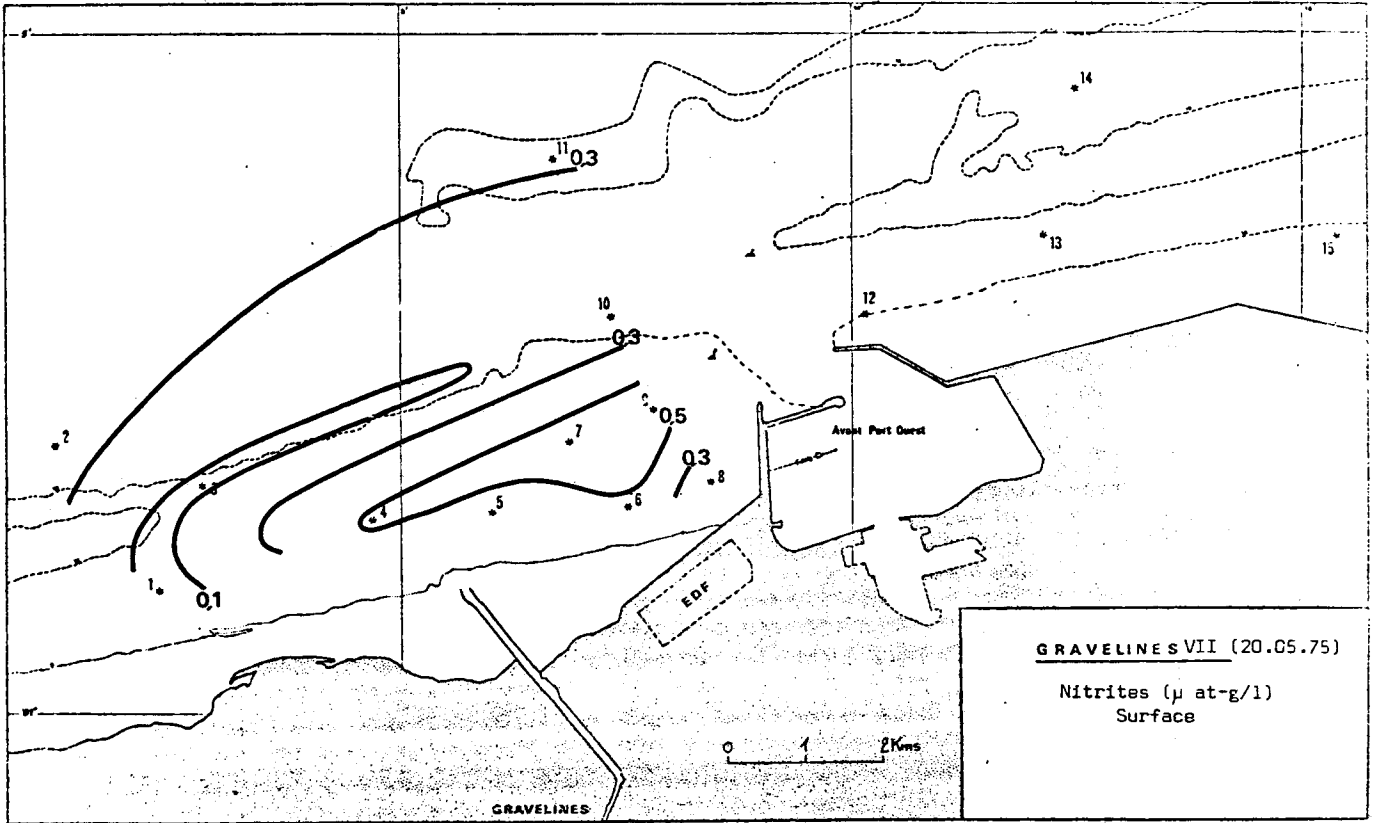 14
11
0,3
13
15
12
10
0,3
2
9
0,5
7
Avant Port Ouest
3
0,3
8
4
5
6
1
0,1
EDF
GRAVELINES VII (20.05.75)
Nitrites (μ at-g/l)
Surface
0 1 2Kms
GRAVELINES